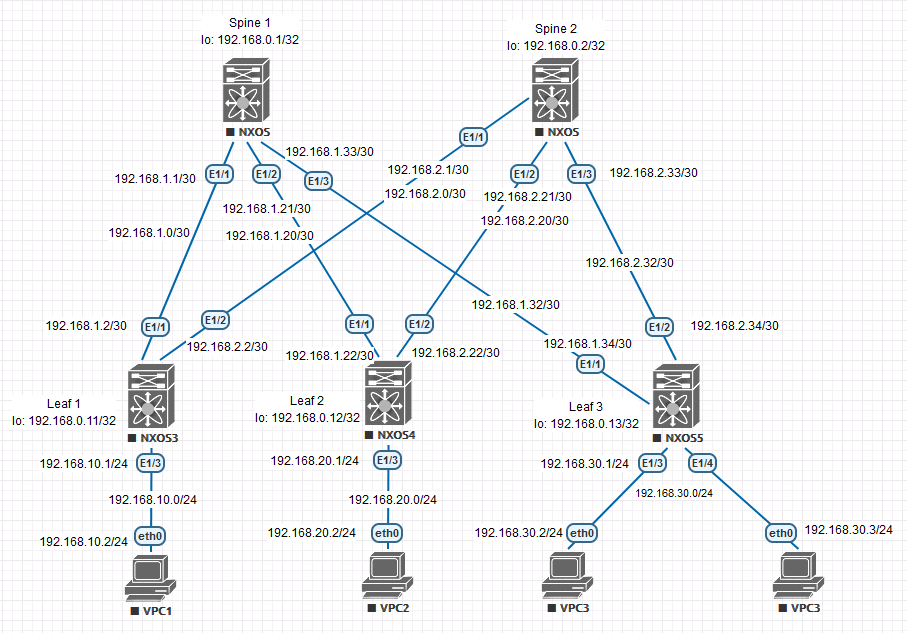 Spine 1
lo: 192.168.0.1/32
Spine 2
lo: 192.168.0.2/32
NXOS
NXOS
E1/1
192.168.1.33/30
192.168.1.1/30
E1/1
E1/2
E1/3
192.168.2.1/30
E1/2
E1/3
192.168.2.33/30
192.168.2.0/30
192.168.2.21/30
192.168.1.21/30
192.168.2.20/30
192.168.1.0/30
192.168.1.20/30
192.168.2.32/30
192.168.1.32/30
192.168.1.2/30
E1/1
E1/2
E1/1
E1/2
E1/2
192.168.2.34/30
192.168.2.2/30
192.168.1.22/30
192.168.2.22/30
192.168.1.34/30
E1/1
Leaf 1
lo: 192.168.0.11/32
Leaf 2
lo: 192.168.0.12/32
Leaf 3
lo: 192.168.0.13/32
NXOS3
NXOS4
NXOS5
192.168.10.1/24
E1/3
192.168.20.1/24
E1/3
192.168.30.1/24
E1/3
E1/4
192.168.10.0/24
192.168.20.0/24
192.168.30.0/24
192.168.10.2/24
eth0
192.168.20.2/24
eth0
192.168.30.2/24
eth0
eth0
192.168.30.3/24
VPC1
VPC2
VPC3
VPC3